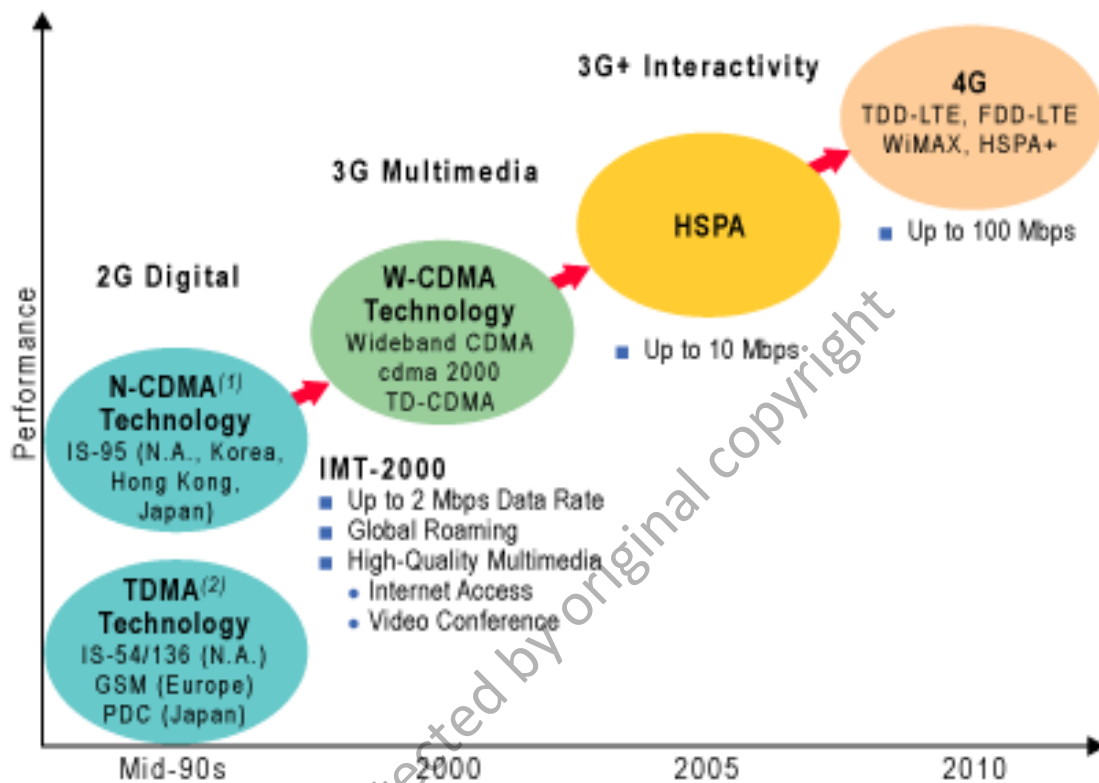 Performance
2G Digital
N-CDMA(1)
Technology
IS-95 (N.A., Korea,
Hong Kong,
Japan)
TDMA(2)
Technology
IS-54/136 (N.A.)
GSM (Europe)
PDC (Japan)
3G Multimedia
W-CDMA
Technology
Wideband CDMA
cdma 2000
TD-CDMA
IMT-2000
■ Up to 2 Mbps Data Rate
■ Global Roaming
■ High-Quality Multimedia
• Internet Access
• Video Conference
3G+ Interactivity
HSPA
■ Up to 10 Mbps
4G
TDD-LTE, FDD-LTE
WiMAX, HSPA+
■ Up to 100 Mbps
Mid-90s
2000
2005
2010
by original copyright